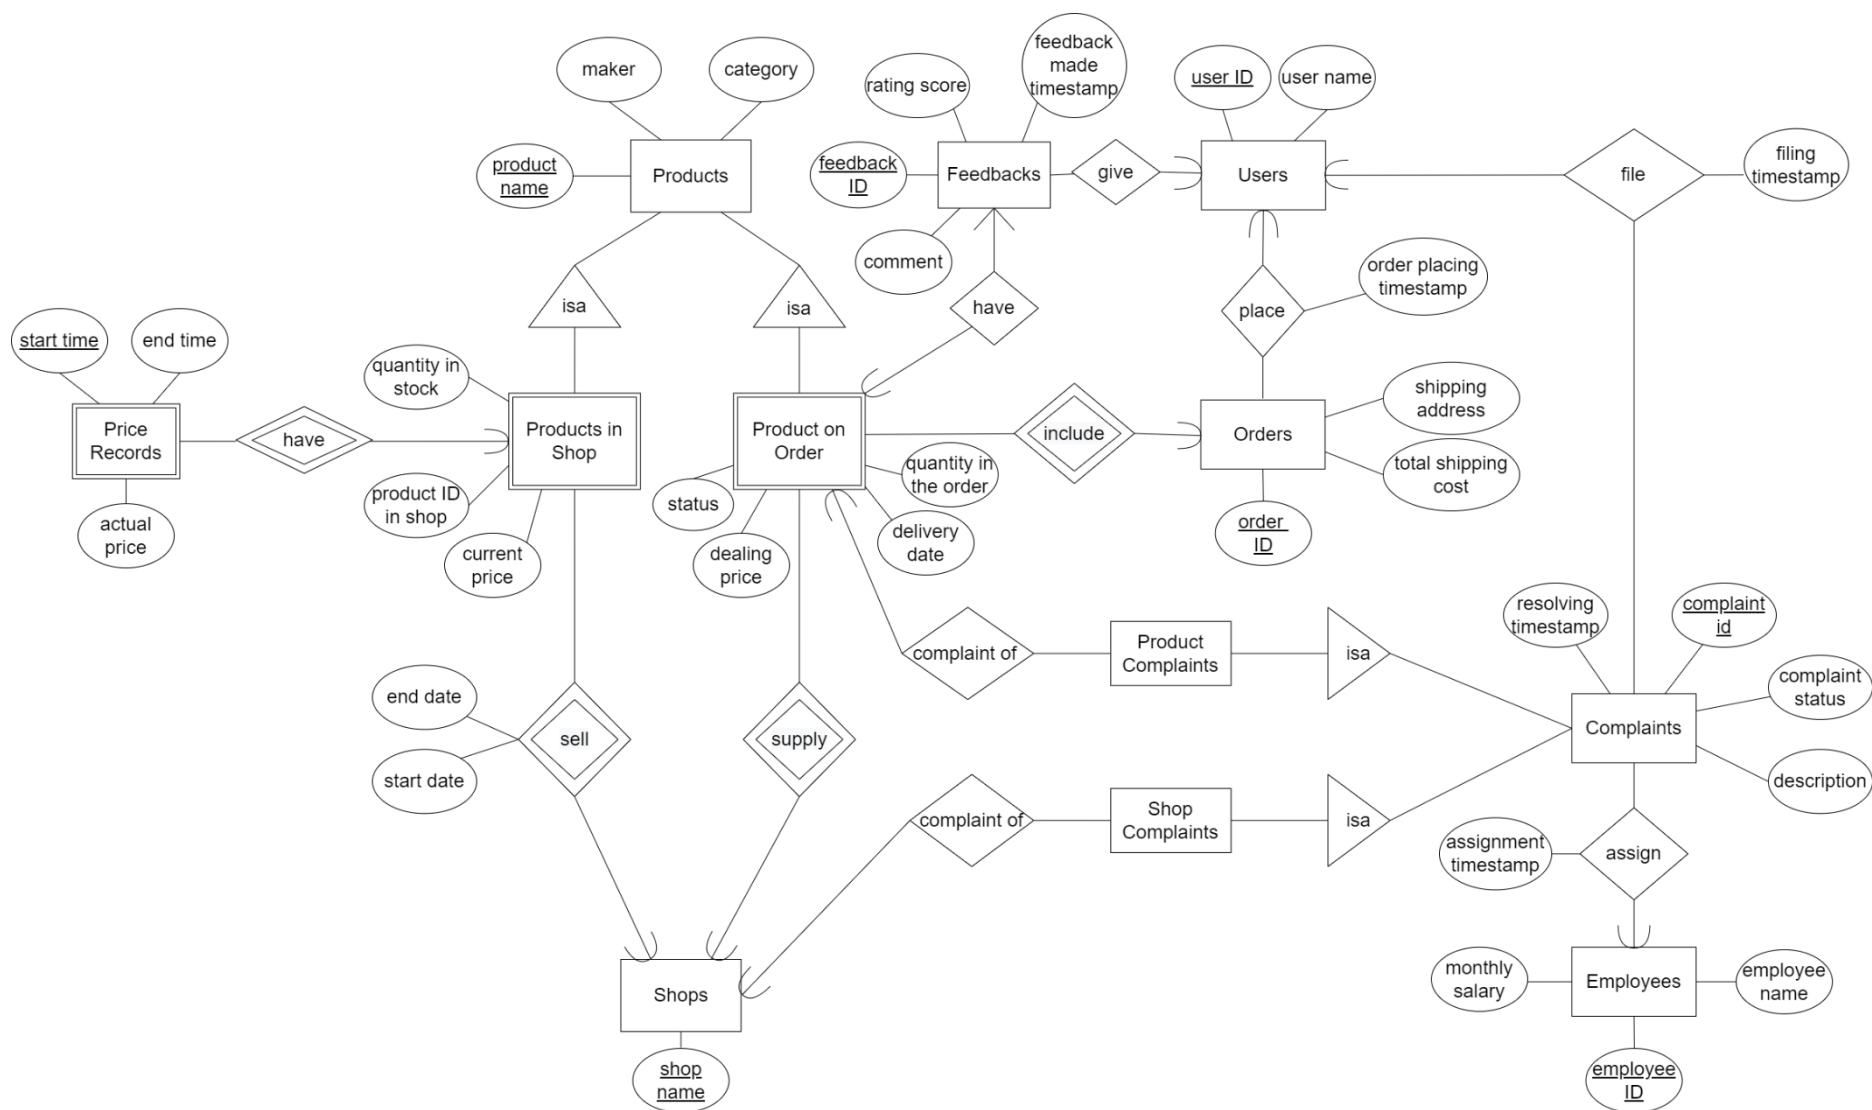 maker
category
product
name
Products
rating score
feedback
made
timestamp
feedback
ID
Feedbacks
comment
give
user ID
user name
Users
file
filing
timestamp
isa
isa
have
place
order placing
timestamp
start time
end time
Price
Records
actual
price
have
quantity in
stock
Products in
Shop
product ID
in shop
current
price
Product on
Order
status
dealing
price
quantity in
the order
delivery
date
include
Orders
shipping
address
total shipping
cost
order 
ID
end date
start date
sell
supply
complaint of
Product
Complaints
isa
resolving
timestamp
complaint
id
complaint
status
Complaints
description
complaint of
Shop
Complaints
isa
assignment
timestamp
assign
Shops
shop
name
monthly
salary
Employees
employee
name
employee
ID